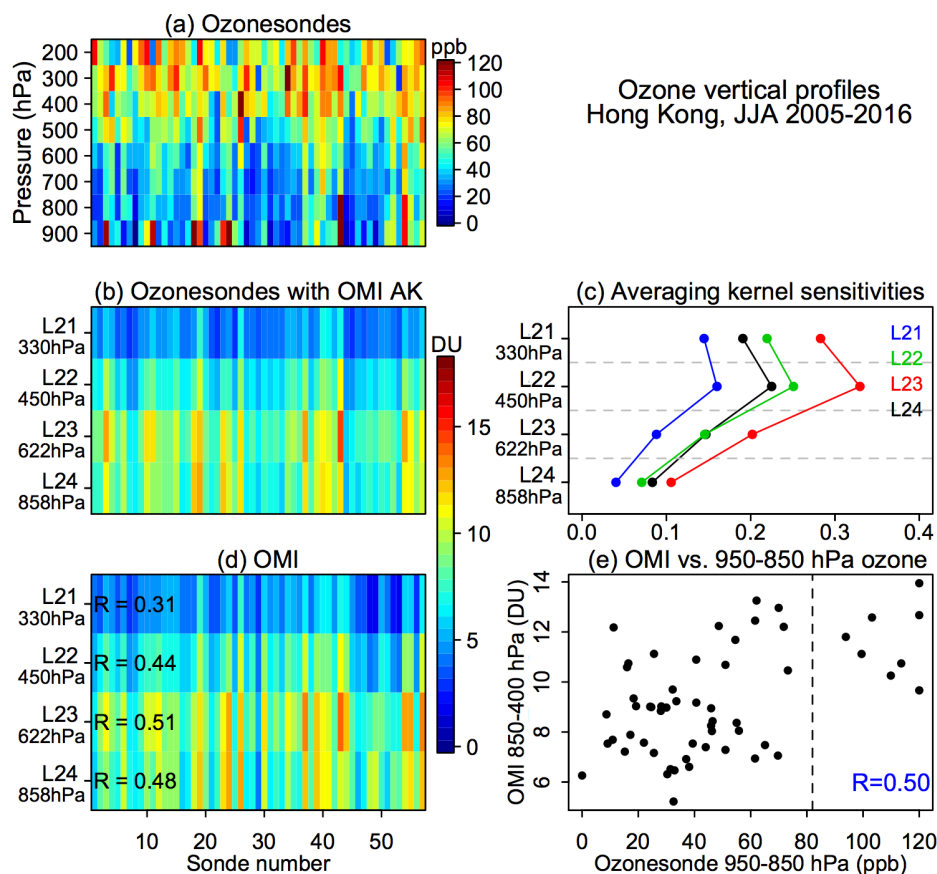 (a) Ozonesondes
ppb
Pressure (hPa)
200
300
400
500
600
700
800
900
120
100
80
60
40
20
0
Ozone vertical profiles
Hong Kong, JJA 2005-2016
(b) Ozonesondes with OMI AK
L21
330hPa
L22
450hPa
L23
622hPa
L24
858hPa
DU
15
10
5
0
(c) Averaging kernel sensitivities
L21
330hPa
L22
450hPa
L23
622hPa
L24
858hPa
L21
L22
L23
L24
0.0 0.1 0.2 0.3 0.4
(d) OMI
L21
330hPa
R = 0.31
L22
450hPa
R = 0.44
L23
622hPa
R = 0.51
L24
858hPa
R = 0.48
10 20 30 40 50
Sonde number
(e) OMI vs. 950-850 hPa ozone
OMI 850-400 hPa (DU)
14
12
10
8
6
R=0.50
0 20 40 60 80 100 120
Ozonesonde 950-850 hPa (ppb)